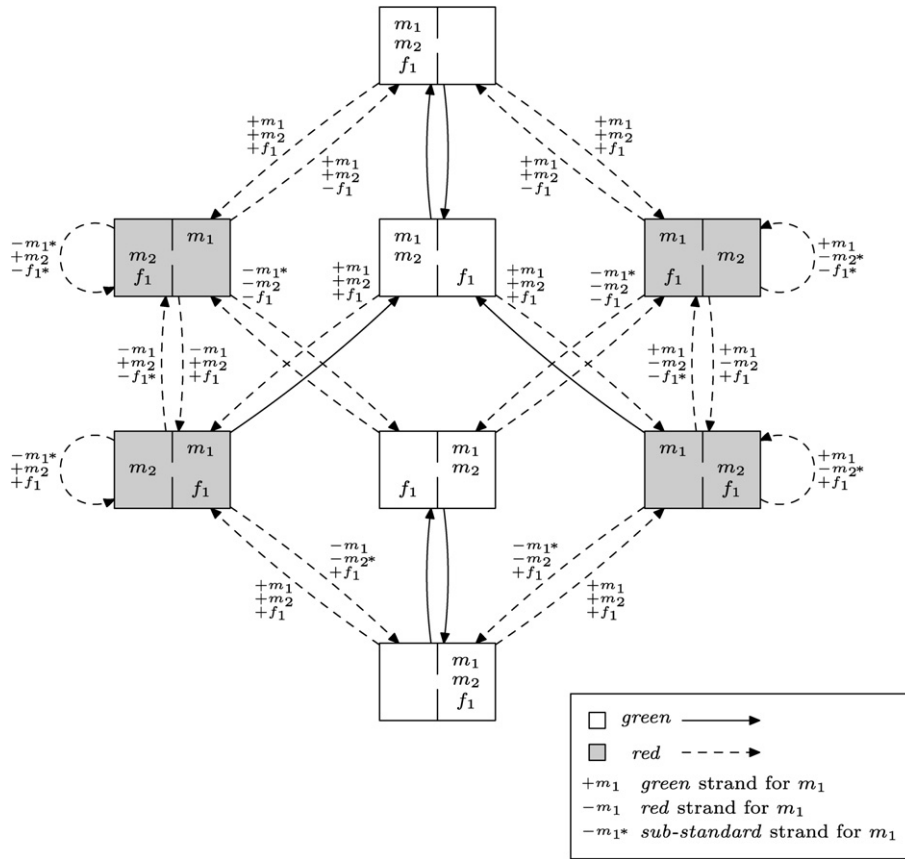 m₁
m₂
f₁
+m₁
+m₂
+f₁
+m₁
+m₂
-f₁
+m₁
+m₂
-f₁
+m₁
+m₂
+f₁
-m₁*
+m₂
-f₁*
m₁
m₂
f₁
-m₁*
-m₂
-f₁
+m₁
+m₂
+f₁
m₁
m₂
f₁
+m₁
+m₂
+f₁
-m₁*
-m₂
-f₁
m₁
f₁ m₂
+m₁
-m₂*
-f₁*
-m₁
+m₂
-f₁*
-m₁
+m₂
+f₁
+m₁
-m₂
-f₁*
+m₁
-m₂
+f₁
-m₁*
+m₂
+f₁
m₁
m₂
f₁
m₁
m₂
f₁
m₁
m₂
f₁
+m₁
-m₂*
+f₁
+m₁
+m₂
+f₁
-m₁
-m₂*
+f₁
-m₁*
-m₂
+f₁
+m₁
+m₂
+f₁
m₁
m₂
f₁
green
red
+m₁ green strand for m₁
-m₁ red strand for m₁
-m₁* sub-standard strand for m₁